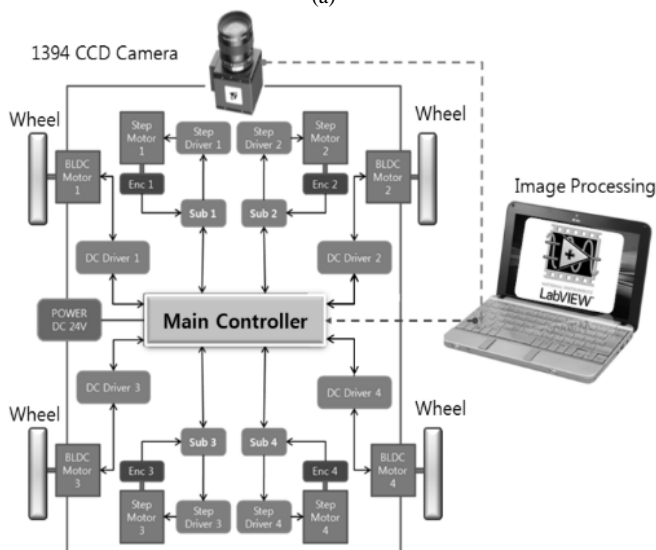 (a)
1394 CCD Camera
Wheel
Step Motor 1
Step Driver 1
Step Driver 2
Step Motor 2
Wheel
BLDC Motor 1
Enc 1
Sub 1
Sub 2
Enc 2
BLDC Motor 2
Image Processing
DC Driver 1
DC Driver 2
LabVIEW
POWER DC 24V
Main Controller
DC Driver 3
DC Driver 4
Wheel
Wheel
Sub 3
Sub 4
BLDC Motor 3
Enc 3
Enc 4
BLDC Motor 4
Step Motor 3
Step Driver 3
Step Driver 4
Step Motor 4